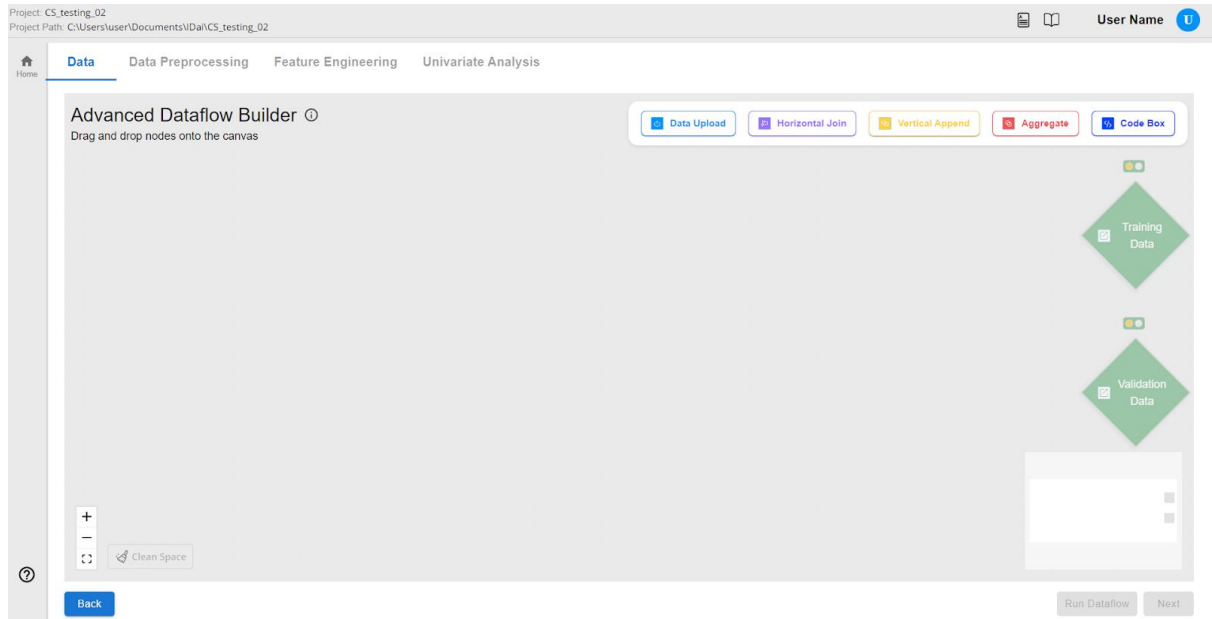 Project: CS_testing_02
Project Path: C:\Users\user\Documents\IDai\CS_testing_02
User Name U
Home
Data Data Preprocessing Feature Engineering Univariate Analysis
Advanced Dataflow Builder
Drag and drop nodes onto the canvas
Data Upload Horizontal Join Vertical Append Aggregate Code Box
Training
Data
Validation
Data
Clean Space
Back Run Dataflow Next